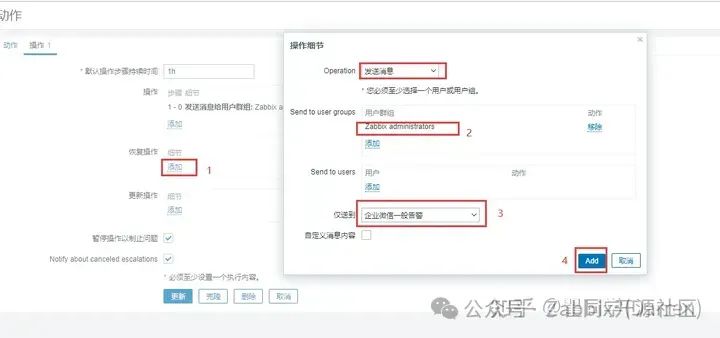 动作
动作 操作 1
* 默认操作步骤持续时间 1h
操作 步骤 细节
1 - 0 发送消息给用户群组: Zabbix a
添加
恢复操作 细节
添加 1
更新操作 细节
添加
暂停操作以制止问题
Notify about canceled escalations
* 必须至少设置一个执行内容。
更新 克隆 删除 取消
操作细节 ×
Operation 发送消息
* 您必须至少选择一个用户或用户组。
Send to user groups 用户群组 动作
Zabbix administrators 移除 2
添加
Send to users 用户 动作
添加
仅送到 企业微信一般告警 3
自定义消息内容
4 Add 取消
公众号·Zabbix开源社区